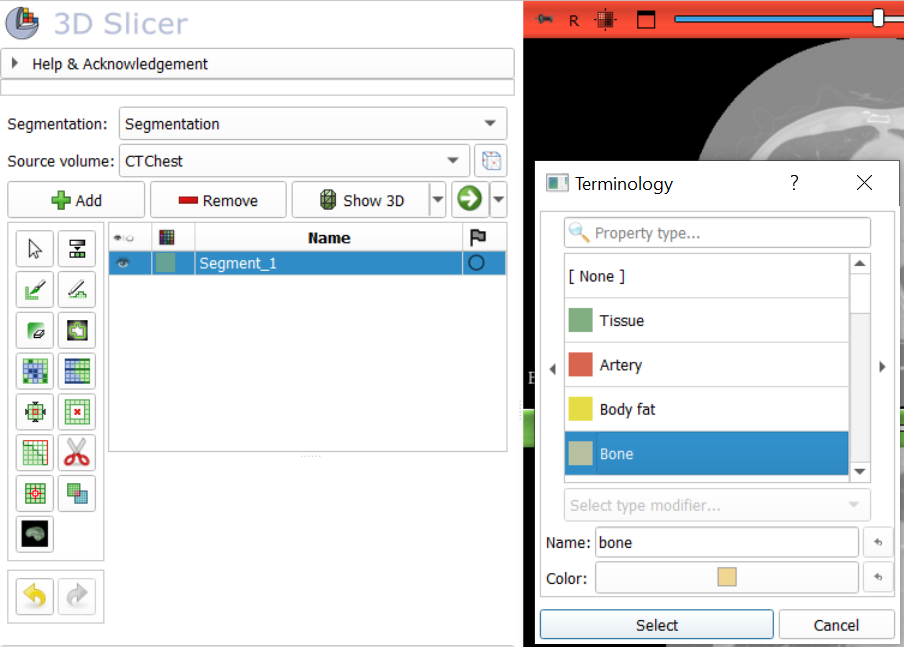 3D Slicer
R
Help & Acknowledgement
Segmentation: Segmentation
Source volume: CTChest
Add Remove Show 3D
Name
Segment_1
Terminology ?
Property type...
[ None ]
Tissue
Artery
Body fat
Bone
Select type modifier...
Name: bone
Color:
Select Cancel